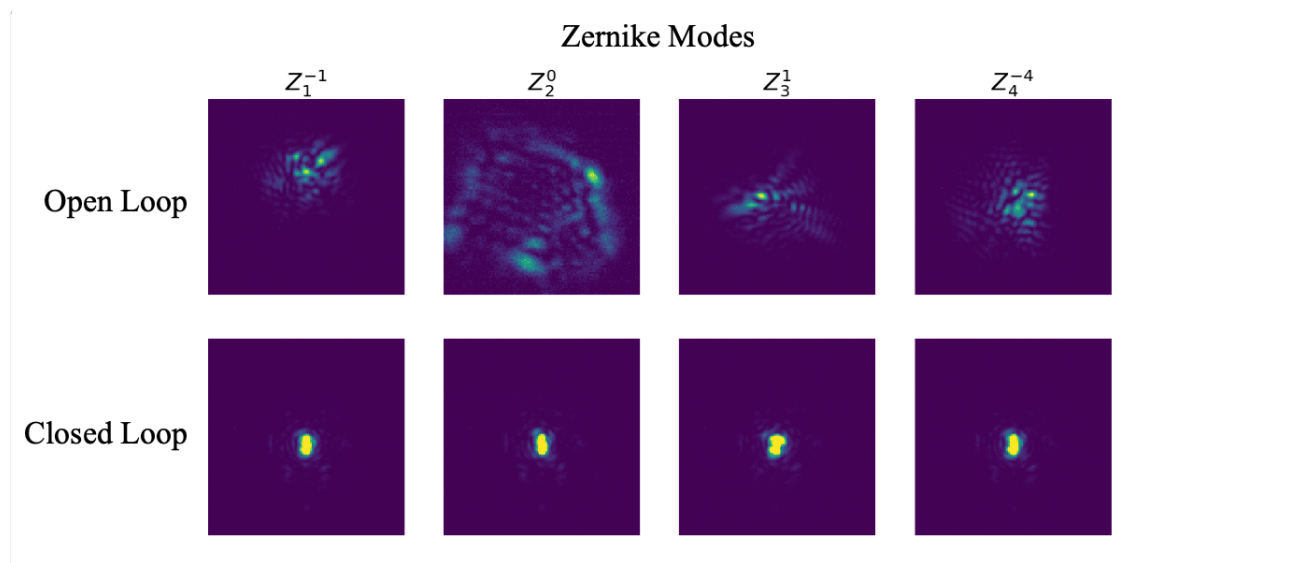 Zernike Modes
$Z_1^{-1}$ $Z_2^0$ $Z_3^1$ $Z_4^{-4}$
Open Loop
Closed Loop